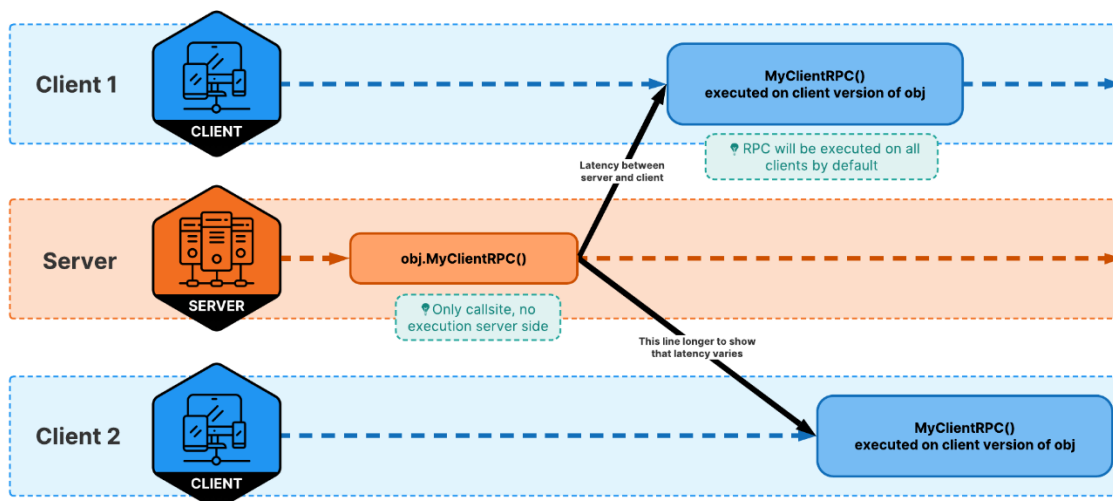 Client 1
CLIENT
MyClientRPC()
executed on client version of obj
RPC will be executed on all
clients by default
Latency between
server and client
Server
SERVER
obj.MyClientRPC()
Only callsite, no
execution server side
This line longer to show
that latency varies
Client 2
CLIENT
MyClientRPC()
executed on client version of obj